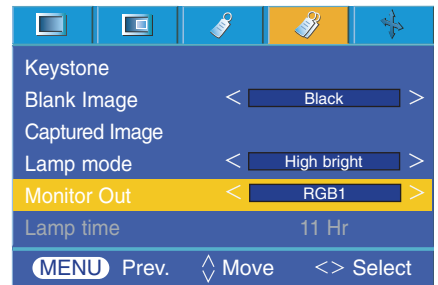 Keystone
Blank Image < Black >
Captured Image
Lamp mode < High bright >
Monitor Out < RGB1 >
Lamp time 11 Hr
MENU Prev. Move <> Select